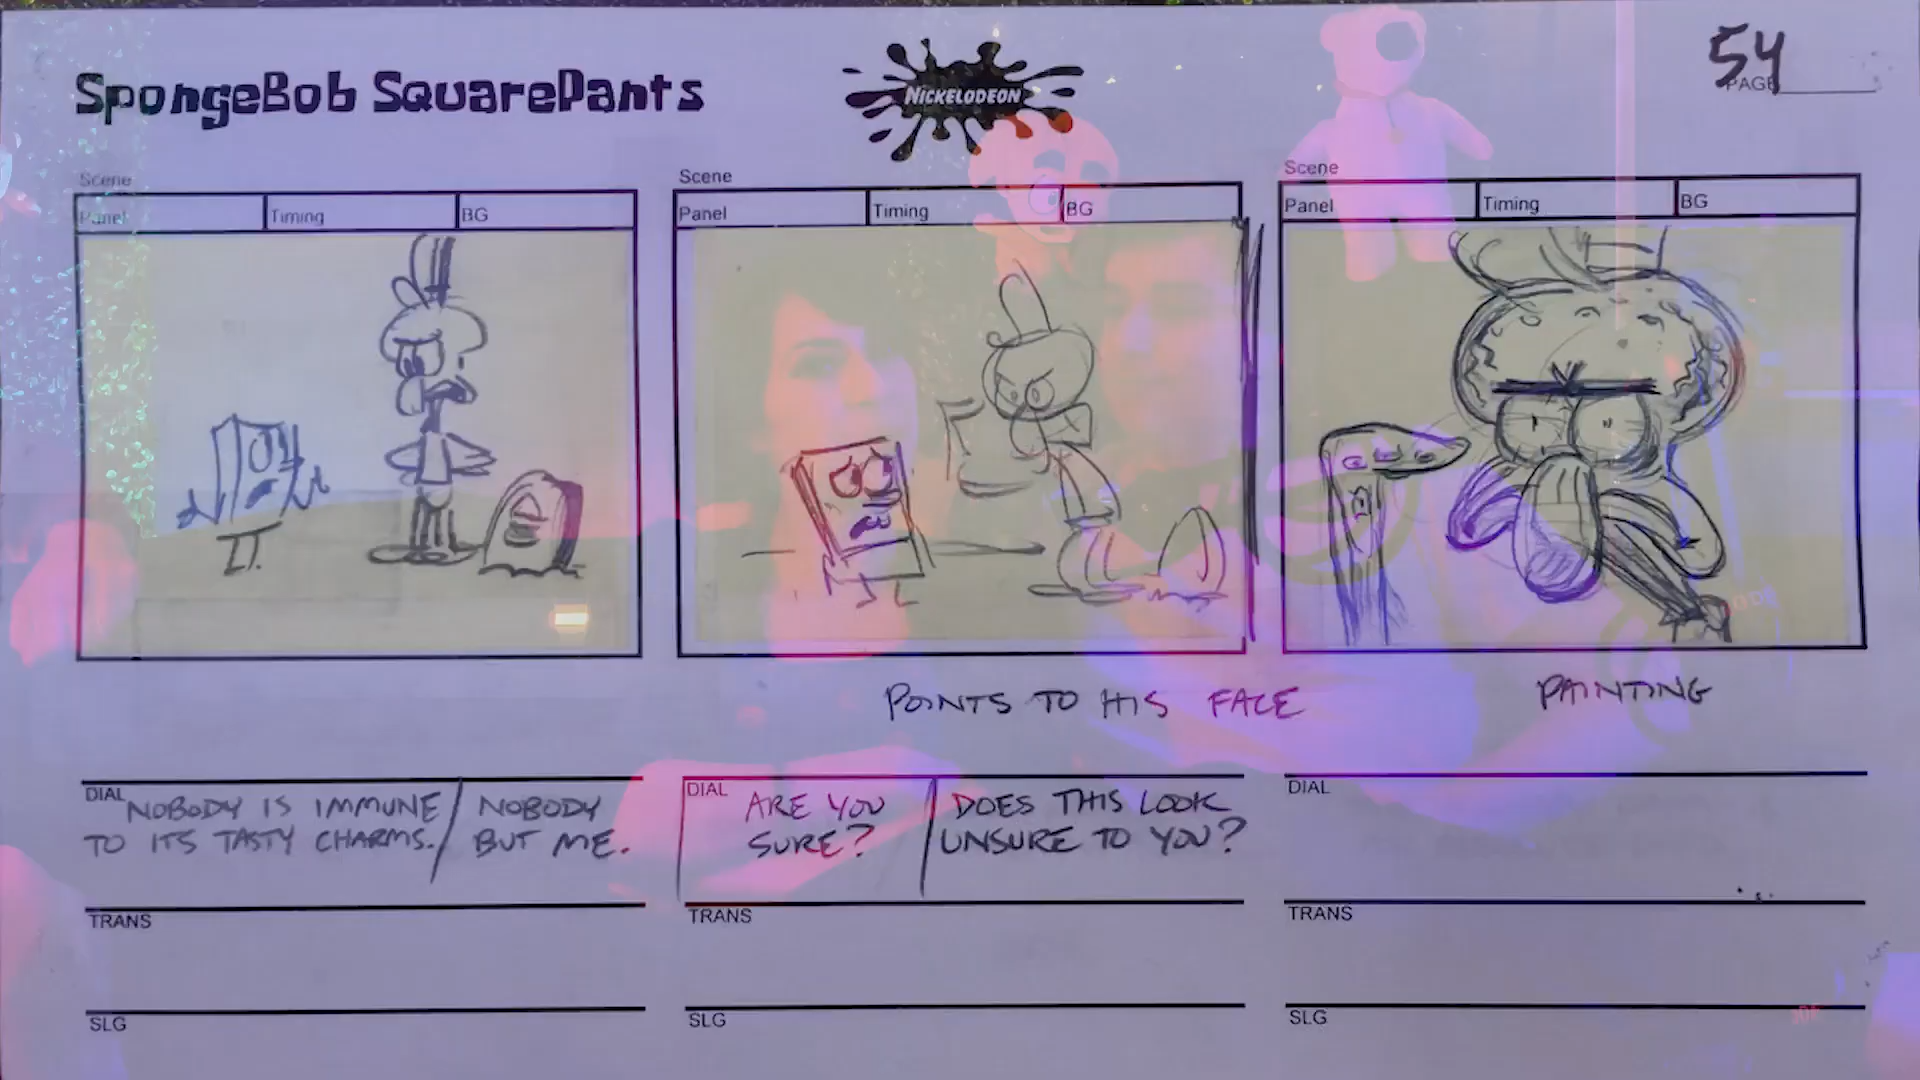 SpongeBob SquarePants
NICKELODEON
54
PAGE
Scene
Panel
Timing
BG
Scene
Panel
Timing
BG
Scene
Panel
Timing
BG
POINTS TO HIS FACE
PAINTING
DIAL
NOBODY IS IMMUNE
TO ITS TASTY CHARMS.
NOBODY
BUT ME.
DIAL
ARE YOU
SURE?
DOES THIS LOOK
UNSURE TO YOU?
DIAL
TRANS
TRANS
TRANS
SLG
SLG
SLG